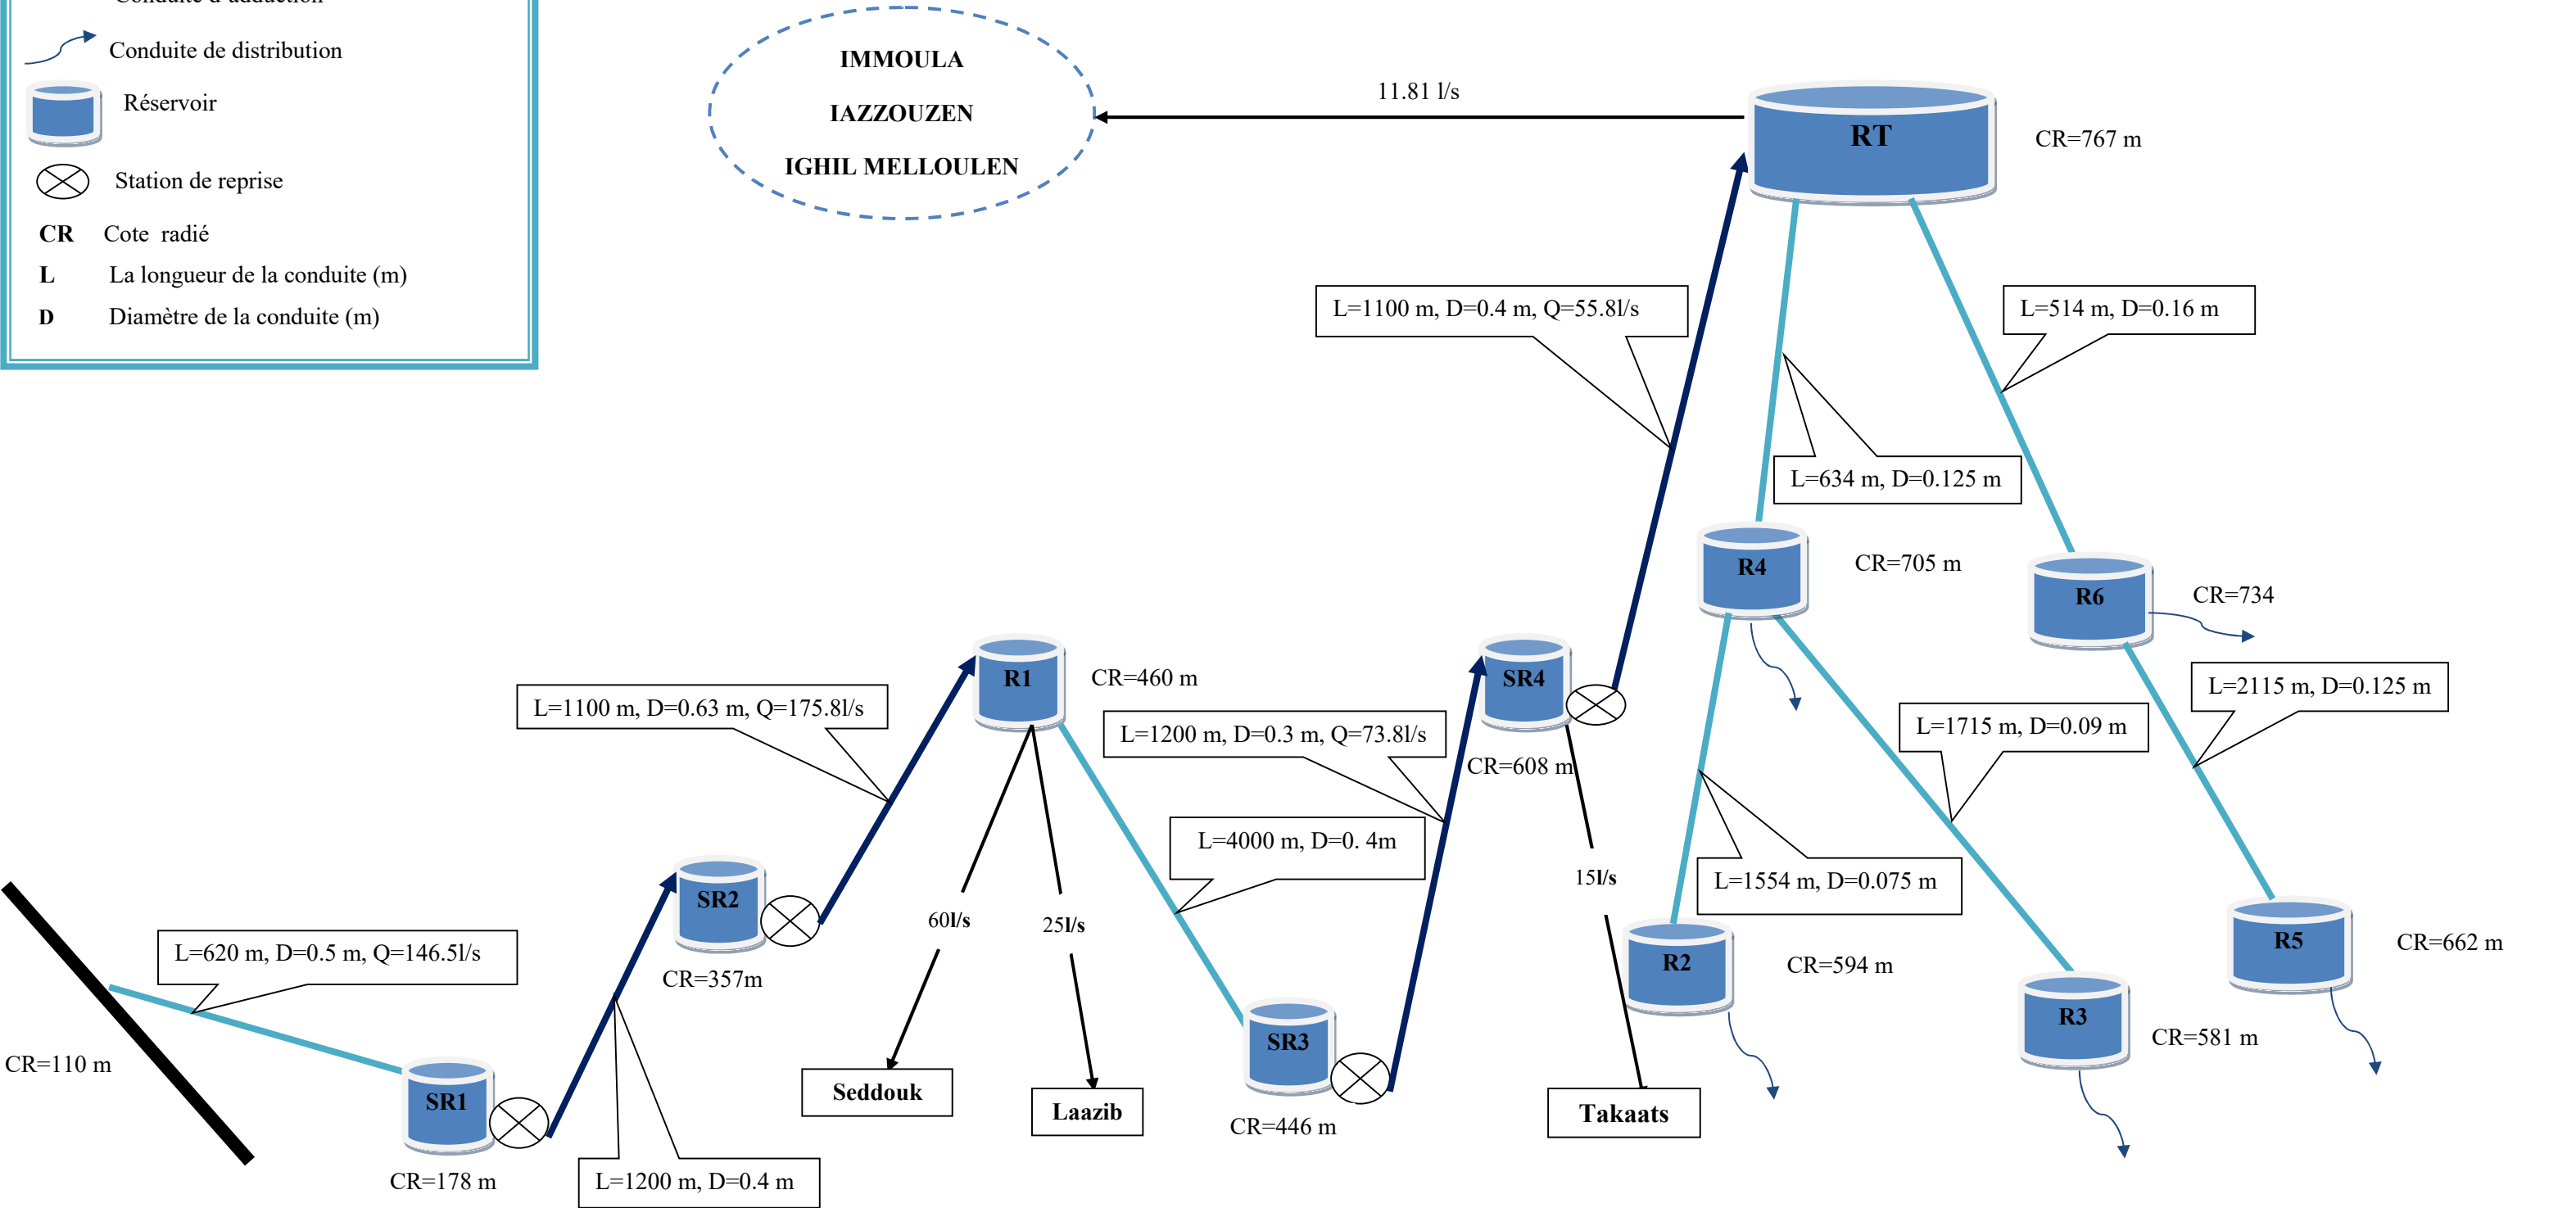 Conduite d'adduction
Conduite de distribution
Réservoir
Station de reprise
CR Cote radié
L La longueur de la conduite (m)
D Diamètre de la conduite (m)
IMMOULA
IAZZOUZEN
IGHIL MELLOULEN
11.81 l/s
RT
CR=767 m
L=1100 m, D=0.4 m, Q=55.8l/s
L=514 m, D=0.16 m
L=634 m, D=0.125 m
R4
CR=705 m
R6
CR=734
L=1100 m, D=0.63 m, Q=175.8l/s
R1
CR=460 m
L=1200 m, D=0.3 m, Q=73.8l/s
SR4
CR=608 m
L=2115 m, D=0.125 m
L=1715 m, D=0.09 m
L=4000 m, D=0. 4m
15l/s
L=1554 m, D=0.075 m
SR2
CR=357m
60l/s
25l/s
R2
CR=594 m
R5
CR=662 m
L=620 m, D=0.5 m, Q=146.5l/s
CR=110 m
SR1
CR=178 m
L=1200 m, D=0.4 m
Seddouk
Laazib
SR3
CR=446 m
Takaats
R3
CR=581 m